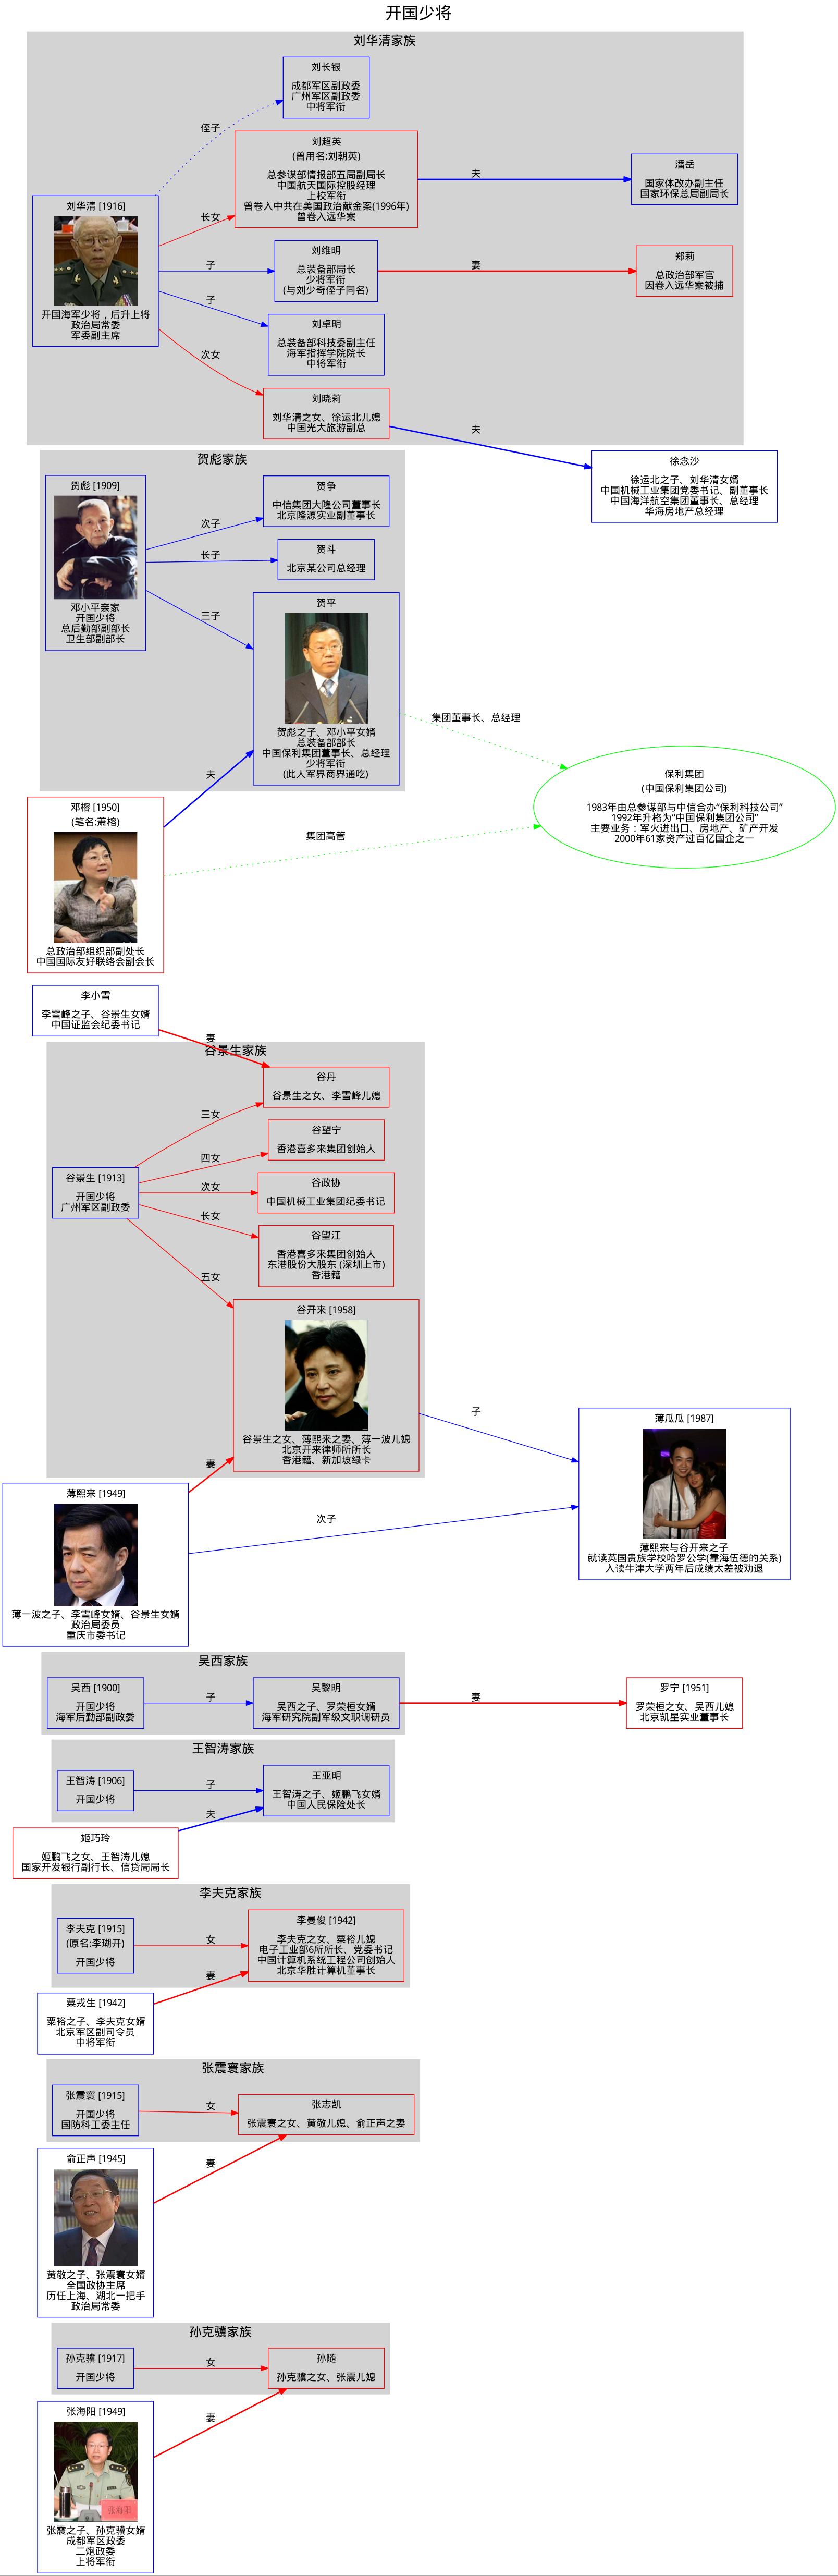 开国少将
刘华清家族
刘长银
成都军区副政委
广州军区副政委
中将军衔
侄子
刘超英
(曾用名:刘朝英)
总参谋部情报部五局副局长
中国航天国际控股经理
上校军衔
曾卷入中共在美国政治献金案(1996年)
曾卷入远华案
夫
潘岳
国家体改办副主任
国家环保总局副局长
刘华清 [1916]
开国海军少将，后升上将
政治局常委
军委副主席
长女
子
刘维明
总装备部局长
少将军衔
(与刘少奇侄子同名)
妻
郑莉
总政治部军官
因卷入远华案被捕
子
刘卓明
总装备部科技委副主任
海军指挥学院院长
中将军衔
次女
刘晓莉
刘华清之女、徐运北儿媳
中国光大旅游副总
夫
徐念沙
徐运北之子、刘华清女婿
中国机械工业集团党委书记、副董事长
中国海洋航空集团董事长、总经理
华海房地产总经理
贺彪家族
贺彪 [1909]
邓小平亲家
开国少将
总后勤部副部长
卫生部副部长
次子
贺争
中信集团大隆公司董事长
北京隆源实业副董事长
长子
贺斗
北京某公司总经理
三子
贺平
贺彪之子、邓小平女婿
总装备部部长
中国保利集团董事长、总经理
少将军衔
(此人军界商界通吃)
集团董事长、总经理
保利集团
(中国保利集团公司)
1983年由总参谋部与中信合办“保利科技公司”
1992年升格为“中国保利集团公司”
主要业务：军火进出口、房地产、矿产开发
2000年61家资产过百亿国企之一
夫
集团高管
邓榕 [1950]
(笔名:萧榕)
总政治部组织部副处长
中国国际友好联络会副会长
李小雪
李雪峰之子、谷景生女婿
中国证监会纪委书记
妻
谷景生家族
谷丹
谷景生之女、李雪峰儿媳
三女
谷望宁
香港喜多来集团创始人
四女
谷景生 [1913]
开国少将
广州军区副政委
次女
谷政协
中国机械工业集团纪委书记
长女
谷望江
香港喜多来集团创始人
东港股份大股东 (深圳上市)
香港籍
五女
谷开来 [1958]
谷景生之女、薄熙来之妻、薄一波儿媳
北京开来律师所所长
香港籍、新加坡绿卡
子
薄瓜瓜 [1987]
薄熙来与谷开来之子
就读英国贵族学校哈罗公学(靠海伍德的关系)
入读牛津大学两年后成绩太差被劝退
妻
次子
薄熙来 [1949]
薄一波之子、李雪峰女婿、谷景生女婿
政治局委员
重庆市委书记
吴西家族
吴西 [1900]
开国少将
海军后勤部副政委
子
吴黎明
吴西之子、罗荣桓女婿
海军研究院副军级文职调研员
妻
罗宁 [1951]
罗荣桓之女、吴西儿媳
北京凯星实业董事长
王智涛家族
王智涛 [1906]
开国少将
子
王亚明
王智涛之子、姬鹏飞女婿
中国人民保险处长
夫
姬巧玲
姬鹏飞之女、王智涛儿媳
国家开发银行副行长、信贷局局长
李夫克家族
李夫克 [1915]
(原名:李瑚开)
开国少将
女
李曼俊 [1942]
李夫克之女、粟裕儿媳
电子工业部6所所长、党委书记
中国计算机系统工程公司创始人
北京华胜计算机董事长
妻
粟戎生 [1942]
粟裕之子、李夫克女婿
北京军区副司令员
中将军衔
张震寰家族
张震寰 [1915]
开国少将
国防科工委主任
女
张志凯
张震寰之女、黄敬儿媳、俞正声之妻
妻
俞正声 [1945]
黄敬之子、张震寰女婿
全国政协主席
历任上海、湖北一把手
政治局常委
孙克骥家族
孙克骥 [1917]
开国少将
女
孙随
孙克骥之女、张震儿媳
妻
张海阳 [1949]
张海阳
张震之子、孙克骥女婿
成都军区政委
二炮政委
上将军衔